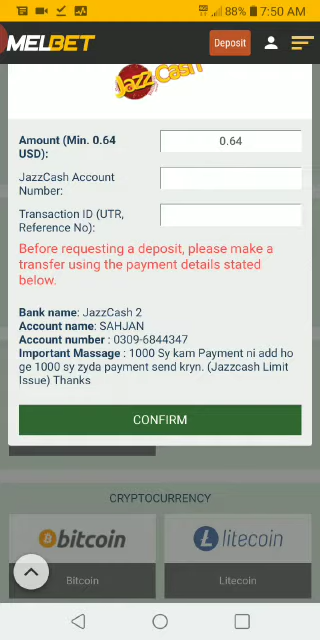 88% 7:50 AM
MELBET Deposit
Jazz Cash
Amount (Min. 0.64
USD):
0.64
JazzCash Account
Number:
Transaction ID (UTR,
Reference No):
Before requesting a deposit, please make a
transfer using the payment details stated
below.
Bank name: JazzCash 2
Account name: SAHJAN
Account number : 0309-6844347
Important Massage : 1000 Sy kam Payment ni add ho
ge 1000 sy zyda payment send kryn. (Jazzcash Limit
Issue) Thanks
CONFIRM
CRYPTOCURRENCY
bitcoin litecoin
Bitcoin Litecoin